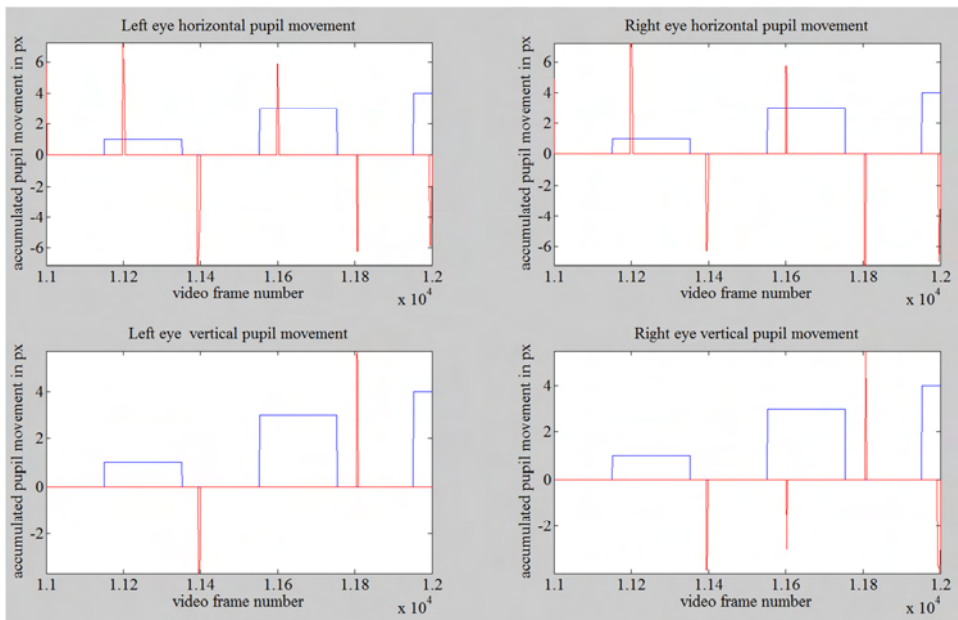 Left eye horizontal pupil movement
accumulated pupil movement in px
6
4
2
0
-2
-4
-6
1.1 1.12 1.14 1.16 1.18 1.2
video frame number
x 10^4
Right eye horizontal pupil movement
accumulated pupil movement in px
6
4
2
0
-2
-4
-6
1.1 1.12 1.14 1.16 1.18 1.2
video frame number
x 10^4
Left eye vertical pupil movement
accumulated pupil movement in px
4
2
0
-2
1.1 1.12 1.14 1.16 1.18 1.2
video frame number
x 10^4
Right eye vertical pupil movement
accumulated pupil movement in px
4
2
0
-2
1.1 1.12 1.14 1.16 1.18 1.2
video frame number
x 10^4